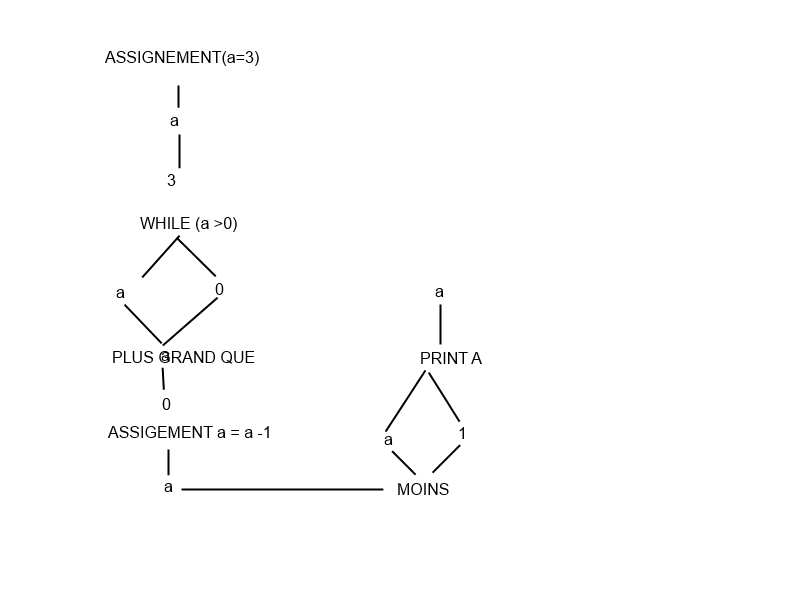 ASSIGNEMENT(a=3)
a
3
WHILE (a >0)
a
0
a
PLUS GRAND QUE
PRINT A
0
ASSIGEMENT a = a -1
a
1
a
MOINS